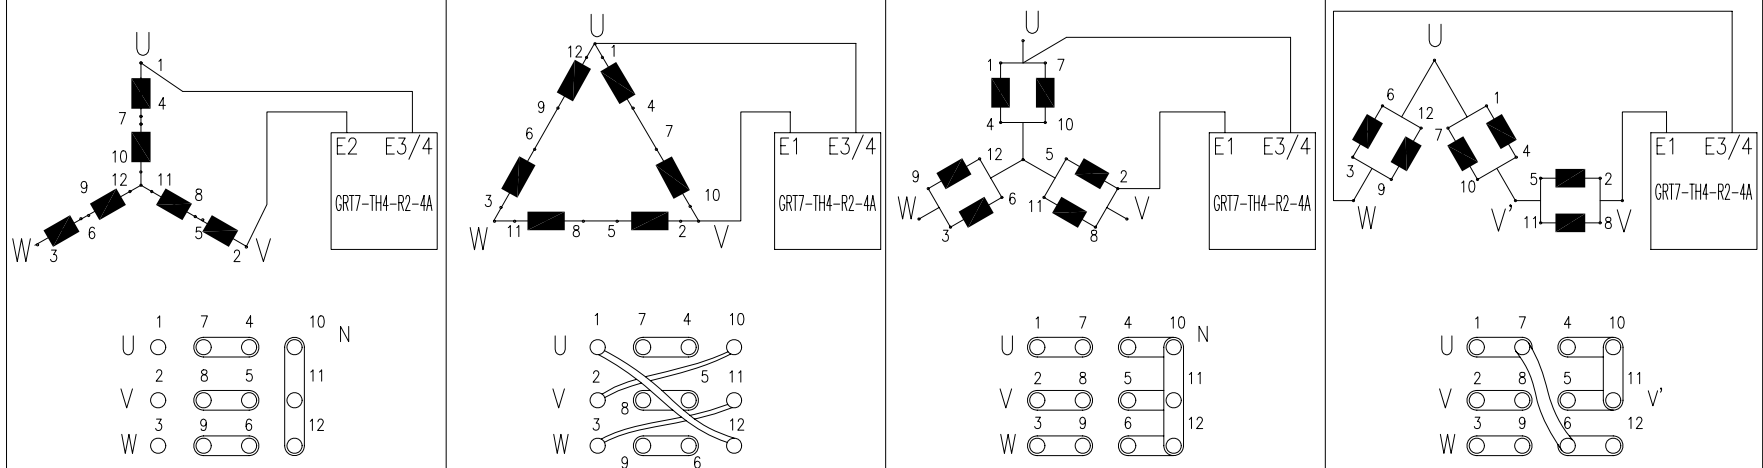 U
1
4
7
10
9
12
11
8
6
5
W
3
2
V
E2 E3/4
GRT7-TH4-R2-4A
1 7 4 10
U N
2 8 5 11
V
3 9 6 12
W
U
12 1
9 4
6 7
3 10
W 11 8 5 2 V
E1 E3/4
GRT7-TH4-R2-4A
1 7 4 10
U
2 5 11
V 8
3 12
W
9 6
U
1 7
4 10
12 5
9 2
6
W 11 V
3 8
E1 E3/4
GRT7-TH4-R2-4A
1 7 4 10
U N
2 8 5 11
V
3 9 6 12
W
U
6 1
12 7
4
3 9 10
5 2
W V' 11 8 V
E1 E3/4
GRT7-TH4-R2-4A
1 7 4 10
U
2 8 5 11
V V'
3 9 6 12
W